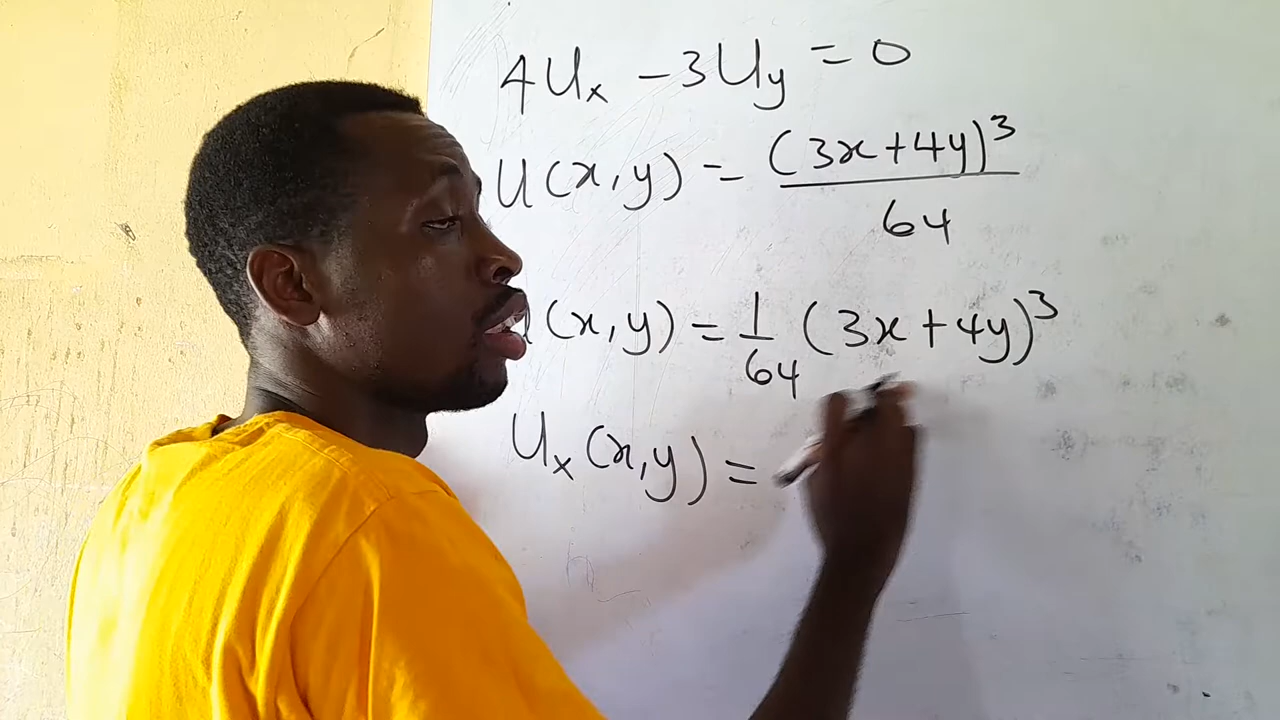 4Ux - 3Uy = 0
U(x,y) = (3x+4y)³/64
(x,y) = 1/64 (3x+4y)³
Ux(x,y) =